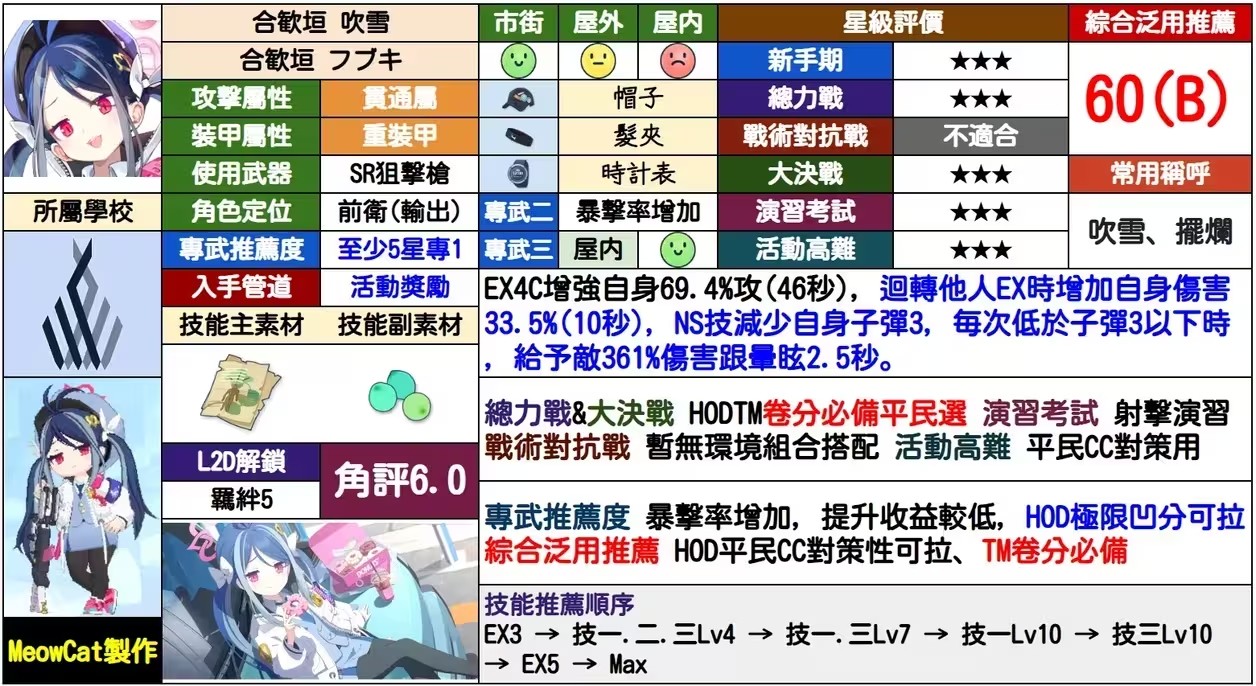 合歡垣 吹雪
合歡垣 フブキ
攻擊屬性 貫通屬
裝甲屬性 重裝甲
使用武器 SR狙擊槍
所屬學校
角色定位 前衛(輸出)
專武推薦度 至少5星專1
入手管道 活動獎勵
技能主素材 技能副素材
L2D解鎖
羈絆5
角評6.0
MeowCat製作
市街 屋外 屋内
帽子
髮夾
時計表
專武二 暴擊率增加
專武三 屋内
星級評價
新手期 ★★★
總力戰 ★★★
戰術對抗戰 不適合
大決戰 ★★★
演習考試 ★★★
活動高難 ★★★
綜合泛用推薦
60(B)
常用稱呼
吹雪、擺爛
EX4C增強自身69.4%攻(46秒), 迴轉他人EX時增加自身傷害
33.5%(10秒), NS技減少自身子彈3, 每次低於子彈3以下時
, 給予敵361%傷害跟暈眩2.5秒。
總力戰&大決戰 HODTM卷分必備平民選 演習考試 射擊演習
戰術對抗戰 暫無環境組合搭配 活動高難 平民CC對策用
專武推薦度 暴擊率增加, 提升收益較低, HOD極限凹分可拉
綜合泛用推薦 HOD平民CC對策性可拉、TM卷分必備
技能推薦順序
EX3 → 技一.二.三Lv4 → 技一.三Lv7 → 技一Lv10 → 技三Lv10
→ EX5 → Max